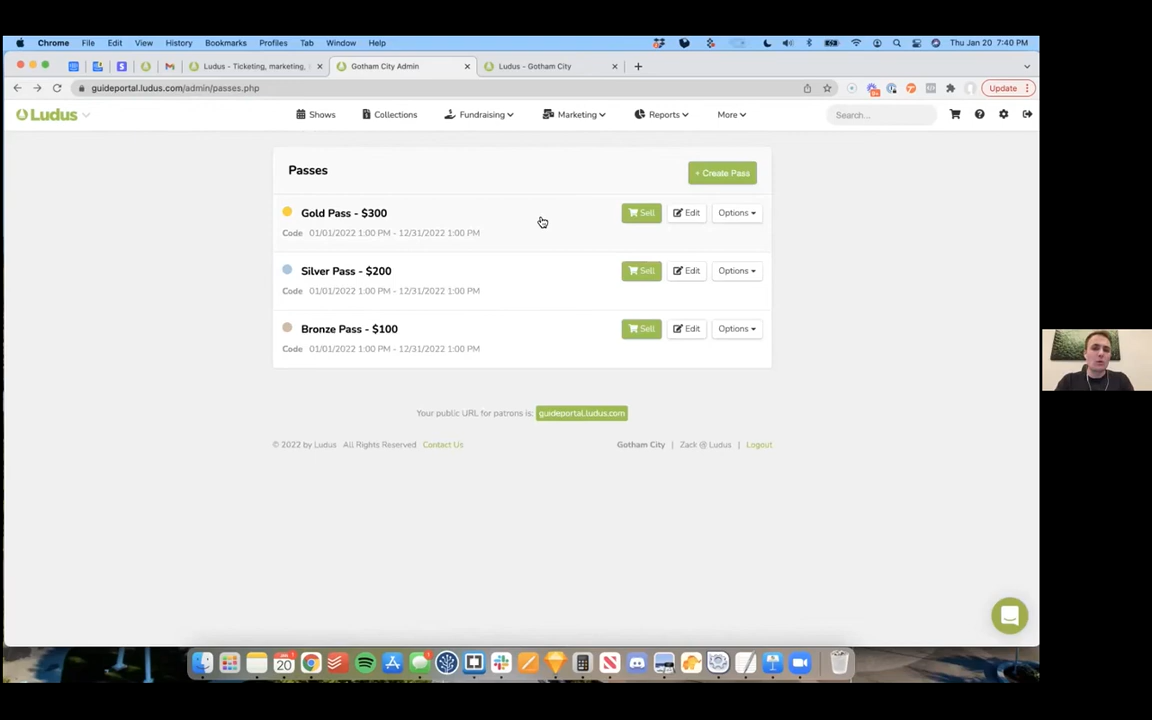 Chrome File Edit View History Bookmarks Profiles Tab Window Help Thu Jan 20 7:40 PM
Ludus - Ticketing, marketing, Gotham City Admin Ludus - Gotham City
guideportal.ludus.com/admin/passes.php Update
Ludus Shows Collections Fundraising Marketing Reports More Search...
Passes + Create Pass
Gold Pass - $300 Sell Edit Options
Code 01/01/2022 1:00 PM - 12/31/2022 1:00 PM
Silver Pass - $200 Sell Edit Options
Code 01/01/2022 1:00 PM - 12/31/2022 1:00 PM
Bronze Pass - $100 Sell Edit Options
Code 01/01/2022 1:00 PM - 12/31/2022 1:00 PM
Your public URL for patrons is: guideportal.ludus.com
© 2022 by Ludus All Rights Reserved Contact Us Gotham City | Zack @ Ludus | Logout